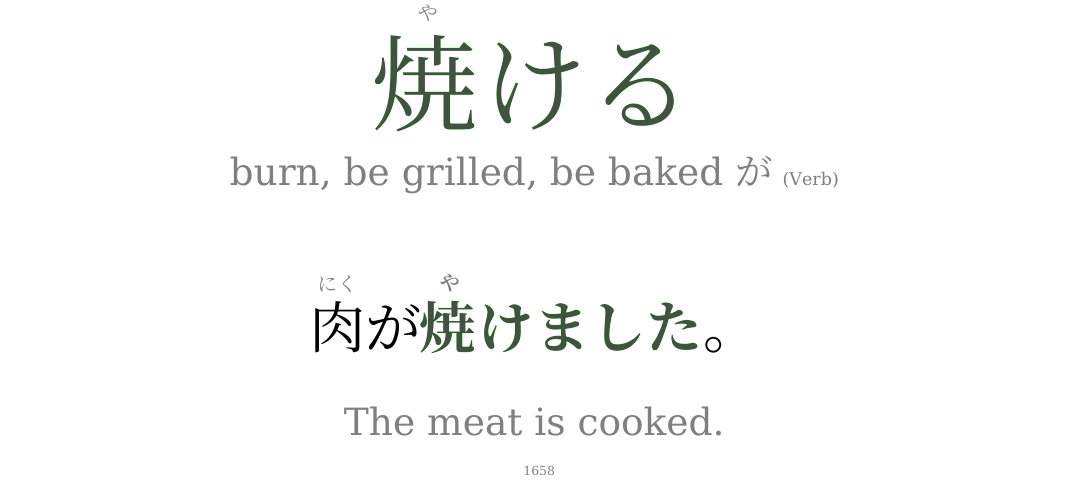 や
焼ける
burn, be grilled, be baked が (Verb)
にく や
肉が焼けました。
The meat is cooked.
1658